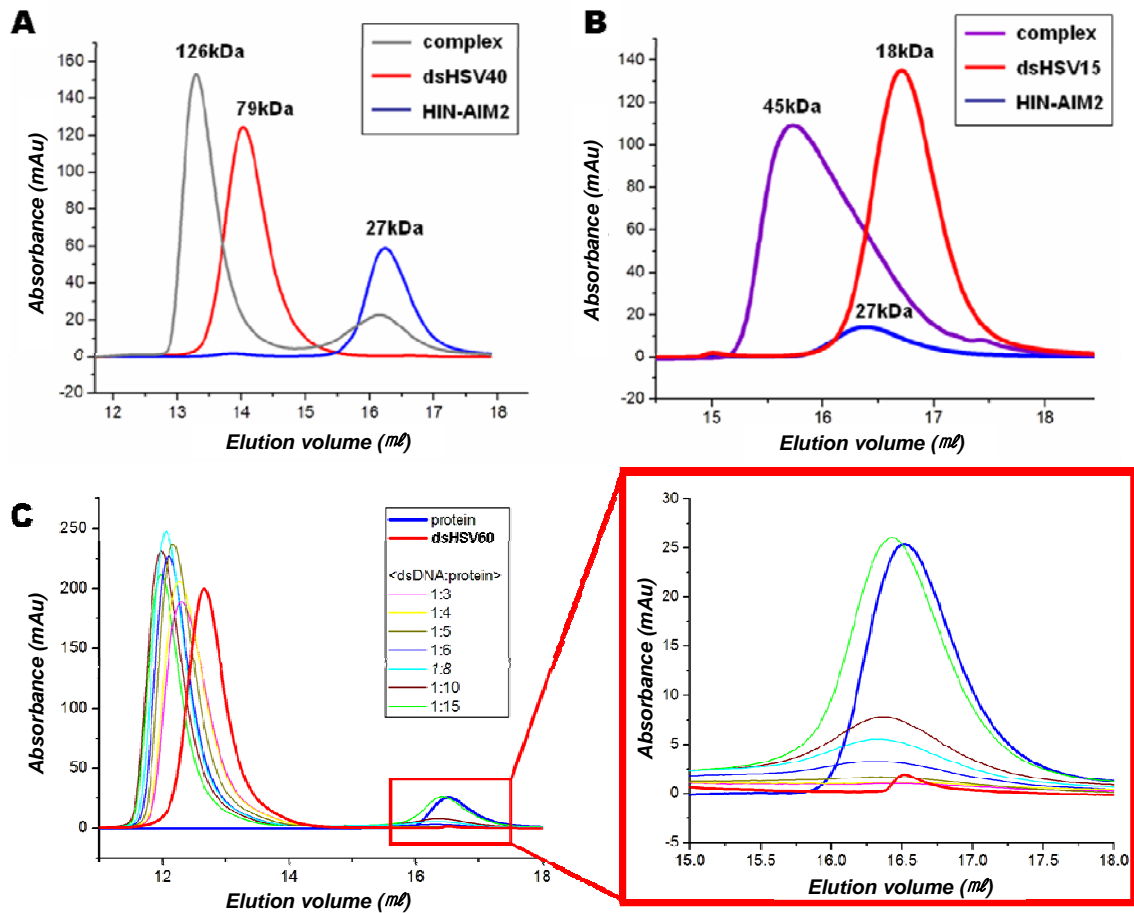 A
126kDa
79kDa
27kDa
complex
dsHSV40
HIN-AIM2
Absorbance (mAu)
160
140
120
100
80
60
40
20
0
-20
12 13 14 15 16 17 18
Elution volume (㎖)
B
45kDa
18kDa
27kDa
complex
dsHSV15
HIN-AIM2
Absorbance (mAu)
140
120
100
80
60
40
20
0
-20
15 16 17 18
Elution volume (㎖)
C
protein
dsHSV60
<dsDNA:protein>
1:3
1:4
1:5
1:6
1:8
1:10
1:15
Absorbance (mAu)
250
200
150
100
50
0
12 14 16 18
Elution volume (㎖)
Absorbance (mAu)
30
25
20
15
10
5
0
-5
15.0 15.5 16.0 16.5 17.0 17.5 18.0
Elution volume (㎖)